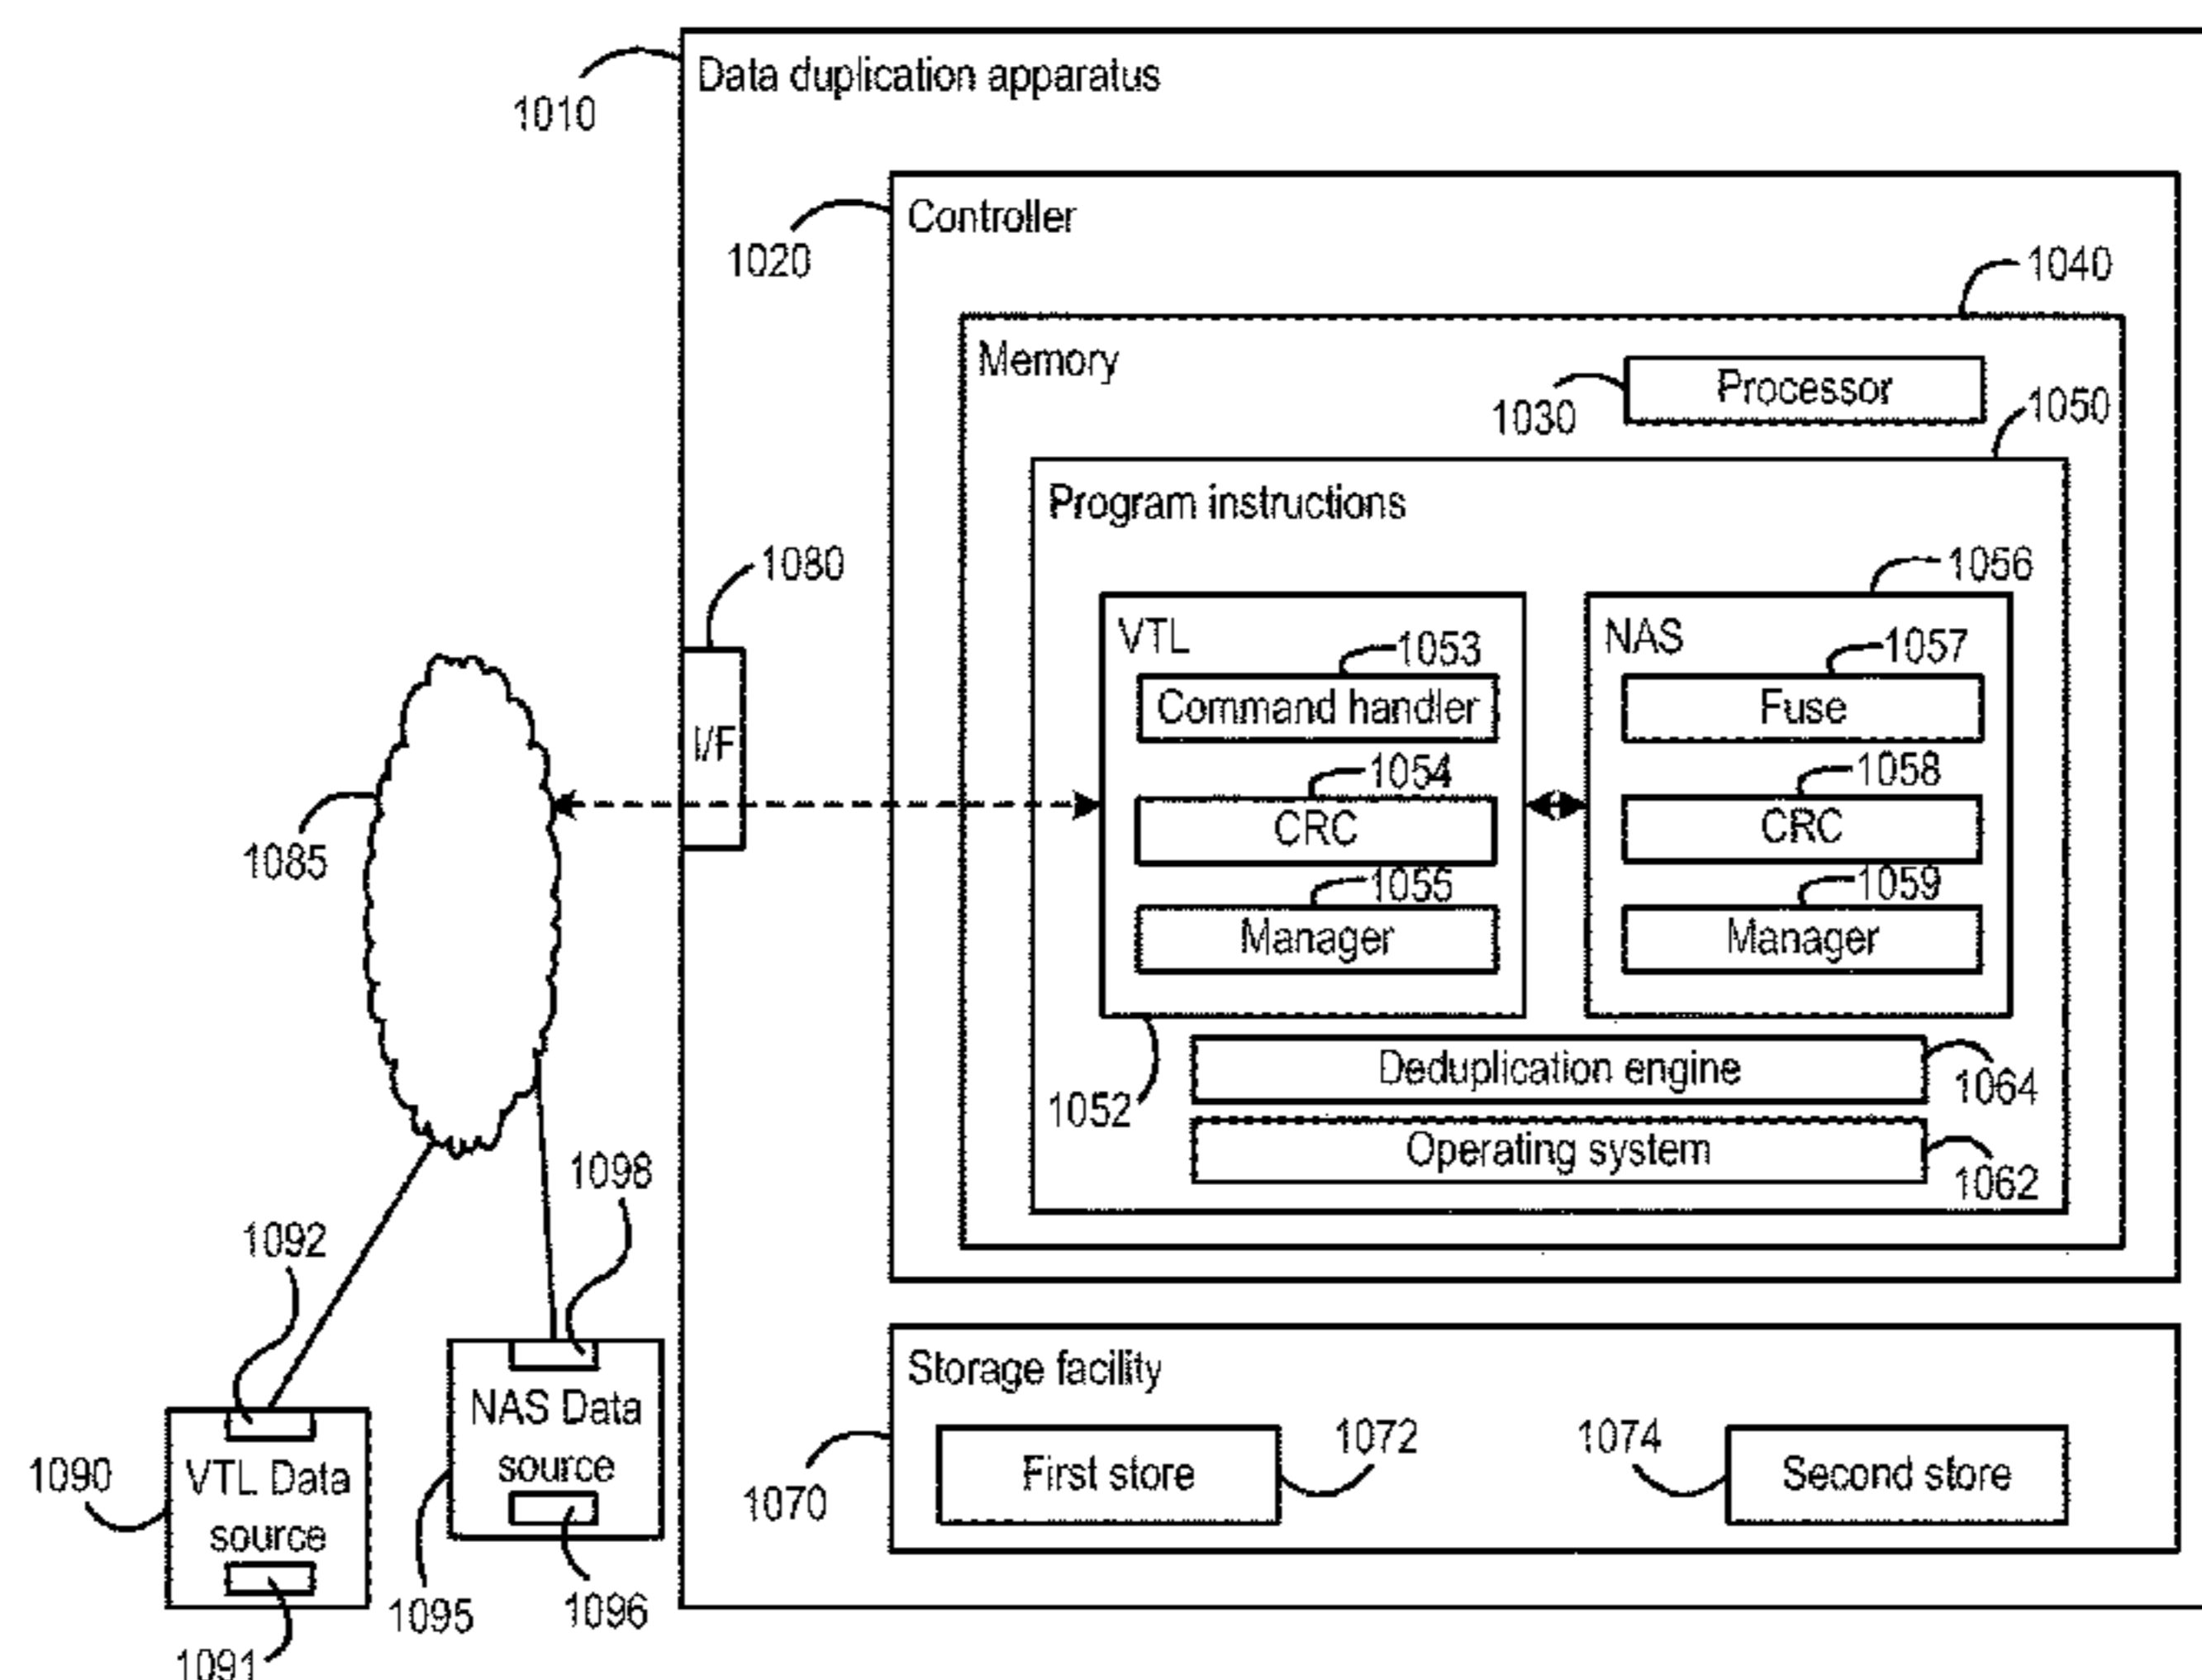 Data duplication apparatus
1010
Controller
1020
1040
Memory
Processor
1030
1050
Program instructions
1080
1056
VTL
1053
NAS
1057
Command handler
Fuse
I/F
1054
1058
CRC
CRC
1085
1055
1059
Manager
Manager
Deduplication engine
1064
1052
Operating system
1062
1098
1092
Storage facility
NAS Data
source
1072
1074
First store
Second store
1090
VTL Data
source
1070
1095
1096
1091